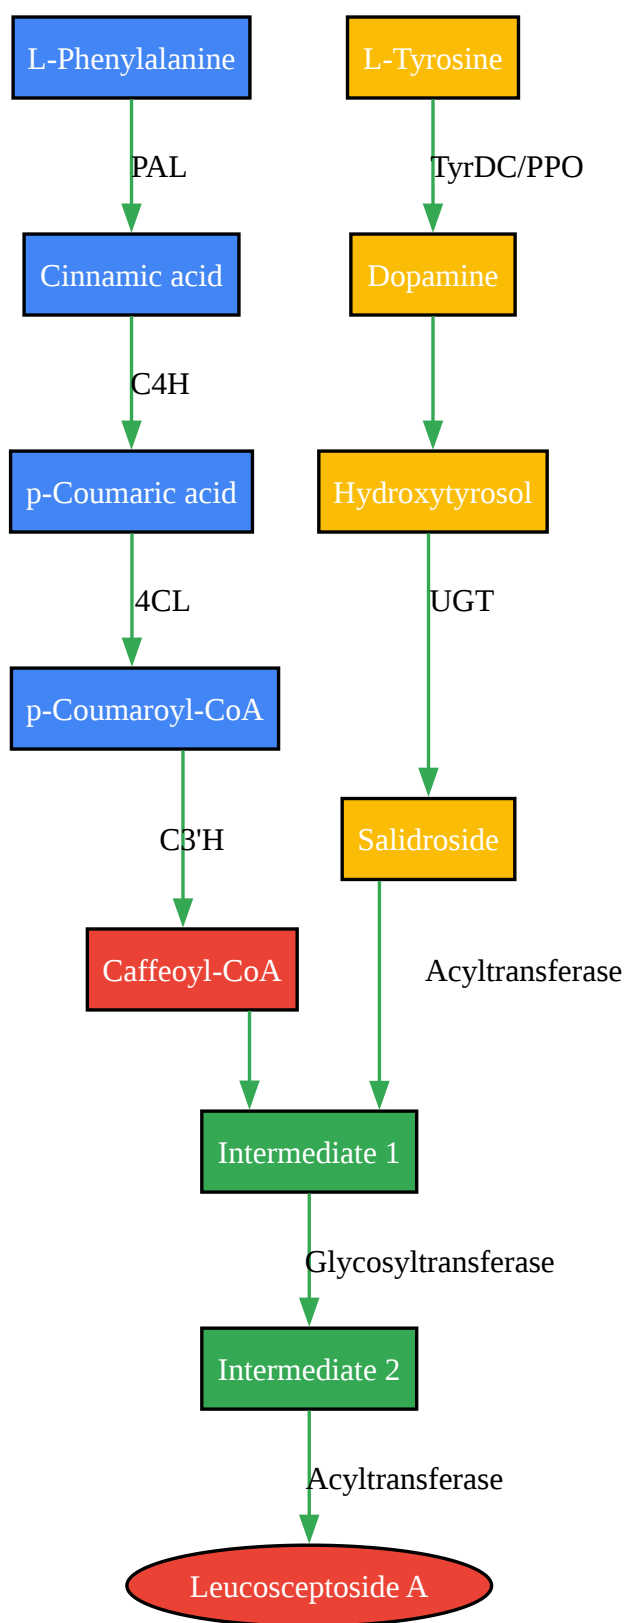 L-Phenylalanine
L-Tyrosine
PAL
TyrDC/PPO
Cinnamic acid
Dopamine
C4H
p-Coumaric acid
Hydroxytyrosol
4CL
UGT
p-Coumaroyl-CoA
C3'H
Salidroside
Caffeoyl-CoA
Acyltransferase
Intermediate 1
Glycosyltransferase
Intermediate 2
Acyltransferase
Leucosceptoside A